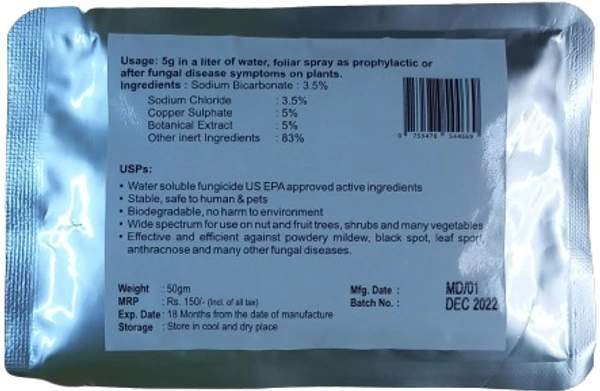 Usage: 5g in a liter of water, foliar spray as prophylactic or
after fungal disease symptoms on plants.
Ingredients : Sodium Bicarbonate : 3.5%
Sodium Chloride : 3.5%
Copper Sulphate : 5%
Botanical Extract : 5%
Other inert Ingredients : 83%
0 759478 544669
USPs:
• Water soluble fungicide US EPA approved active ingredients
• Stable, safe to human & pets
• Biodegradable, no harm to environment
• Wide spectrum for use on nut and fruit trees, shrubs and many vegetables
• Effective and efficient against powdery mildew, black spot, leaf spot,
anthracnose and many other fungal diseases.
Weight : 50gm
MRP : Rs. 150/- (Incl. of all tax)
Exp. Date : 18 Months from the date of manufacture
Storage : Store in cool and dry place
Mfg. Date : MD/01
Batch No. : DEC 2022